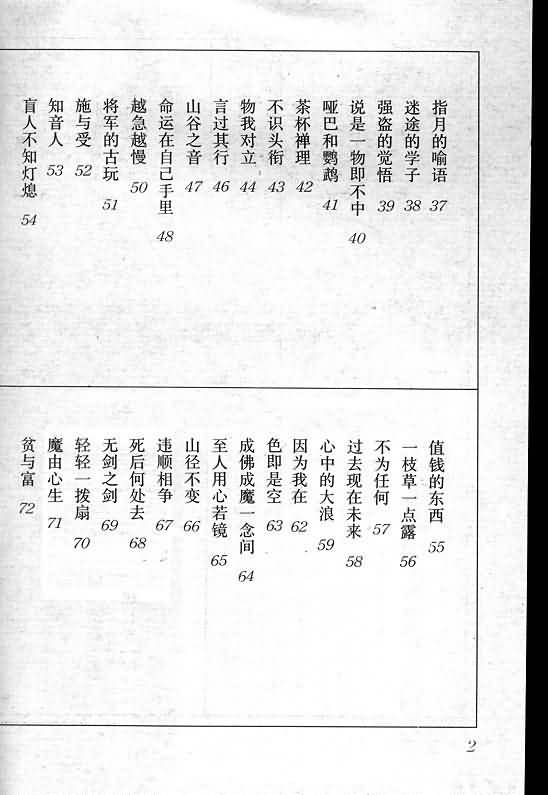 指月的喻语 37
迷途的学子 38
强盗的觉悟 39
说是一物即不中 40
哑巴和鹦鹉 41
茶杯禅理 42
不识头衔 43
物我对立 44
言过其行 46
山谷之音 47
命运在自己手里 48
越急越慢 50
将军的古玩 51
施与受 52
知音人 53
盲人不知灯熄 54
值钱的东西 55
一枝草一点露 56
不为任何 57
过去现在未来 58
心中的大浪 59
因为我在 62
色即是空 63
成佛成魔一念间 64
至人用心若镜 65
山径不变 66
违顺相争 67
死后何处去 68
无剑之剑 69
轻轻一拨扇 70
魔由心生 71
贫与富 72
2